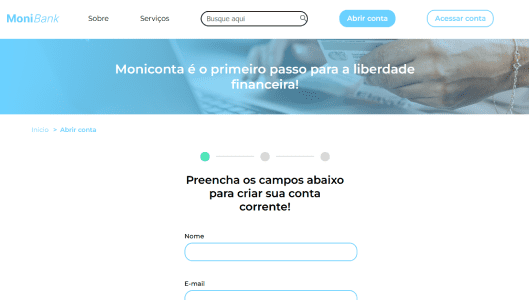 MoniBank
Sobre
Serviços
Busque aqui
Abrir conta
Acessar conta
Moniconta é o primeiro passo para a liberdade
financeira!
Início > Abrir conta
Preencha os campos abaixo
para criar sua conta
corrente!
Nome
E-mail